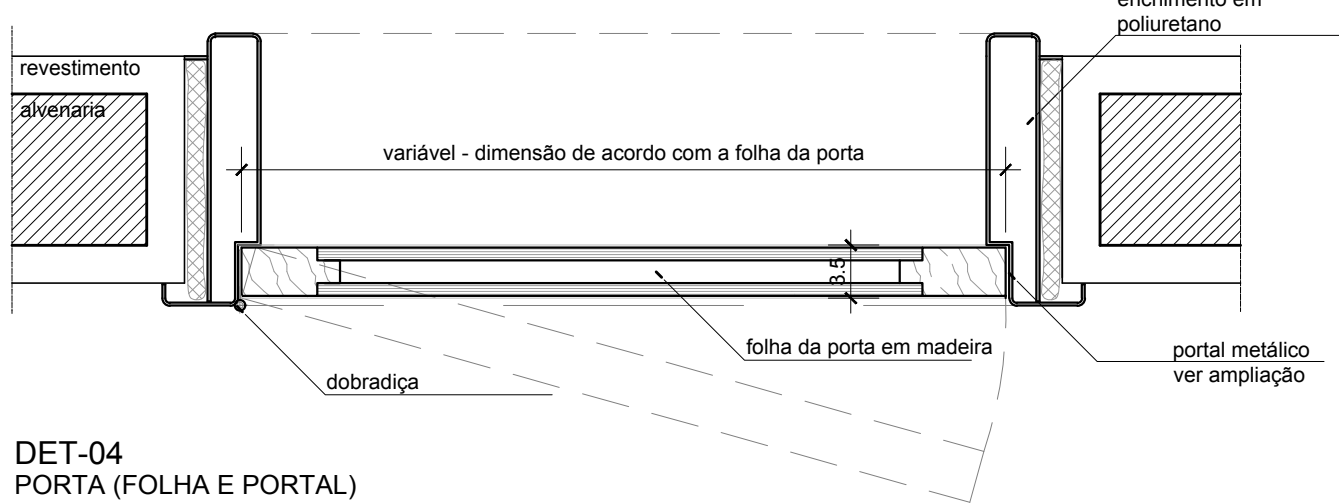 enchimento em
poliuretano
revestimento
alvenaria
variável - dimensão de acordo com a folha da porta
3.5
folha da porta em madeira
portal metálico
ver ampliação
dobradiça
DET-04
PORTA (FOLHA E PORTAL)